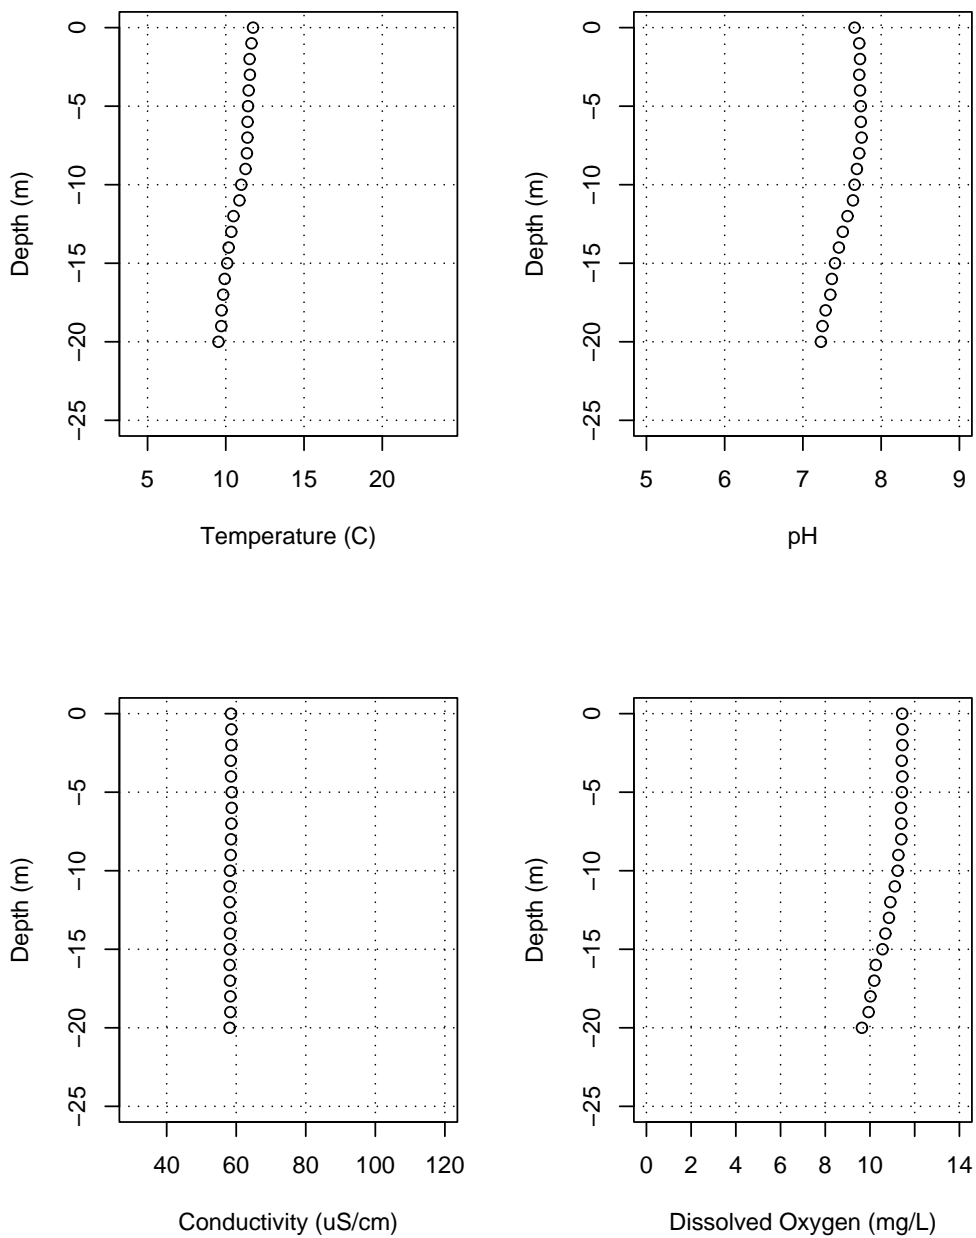 0
−5
−10
−15
−20
−25
Depth (m)
5 10 15 20
Temperature (C)
0
−5
−10
−15
−20
−25
Depth (m)
5 6 7 8 9
pH
0
−5
−10
−15
−20
−25
Depth (m)
40 60 80 100 120
Conductivity (uS/cm)
0
−5
−10
−15
−20
−25
Depth (m)
0 2 4 6 8 10 14
Dissolved Oxygen (mg/L)